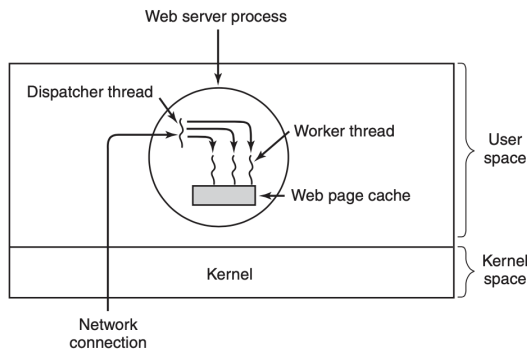 Web server process
Dispatcher thread
Worker thread
User
space
Web page cache
Kernel
Kernel
space
Network
connection